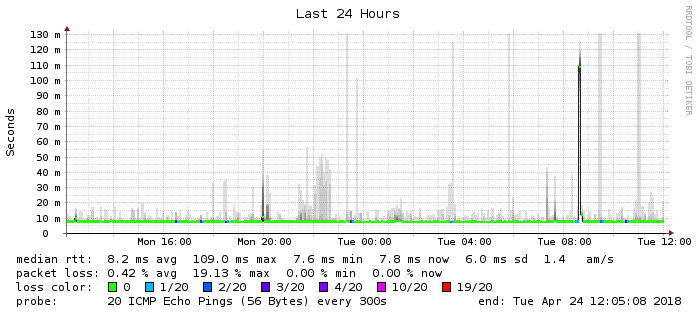 Last 24 Hours
RRDTOOL / TOBI OETIKER
Seconds
130 m
120 m
110 m
100 m
90 m
80 m
70 m
60 m
50 m
40 m
30 m
20 m
10 m
0
Mon 16:00 Mon 20:00 Tue 00:00 Tue 04:00 Tue 08:00 Tue 12:00
median rtt: 8.2 ms avg 109.0 ms max 7.6 ms min 7.8 ms now 6.0 ms sd 1.4 am/s
packet loss: 0.42 % avg 19.13 % max 0.00 % min 0.00 % now
loss color: 0 1/20 2/20 3/20 4/20 10/20 19/20
probe: 20 ICMP Echo Pings (56 Bytes) every 300s end: Tue Apr 24 12:05:08 2018